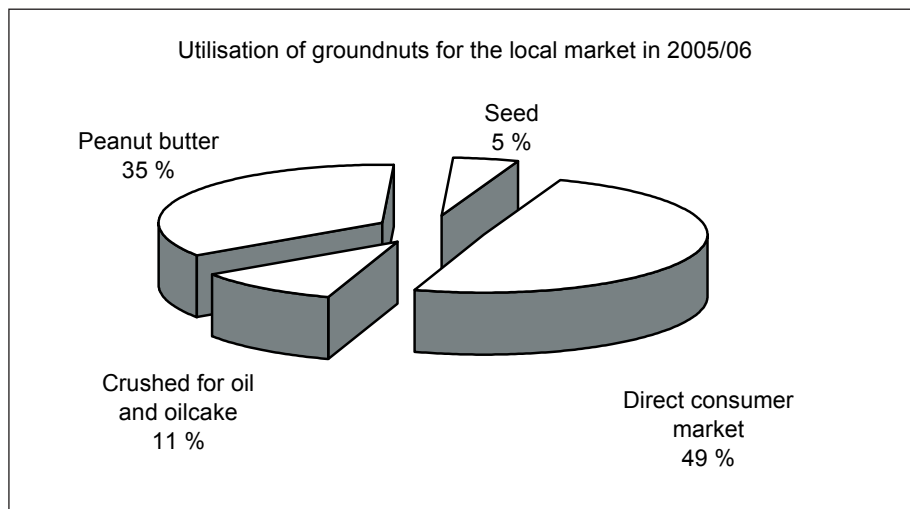 Utilisation of groundnuts for the local market in 2005/06
Seed
5 %
Peanut butter
35 %
Crushed for oil
and oilcake
11 %
Direct consumer
market
49 %